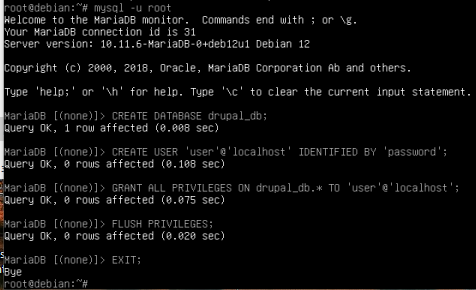 root@debian:~# mysql -u root
Welcome to the MariaDB monitor.  Commands end with ; or \g.
Your MariaDB connection id is 31
Server version: 10.11.6-MariaDB-0+deb12u1 Debian 12
Copyright (c) 2000, 2018, Oracle, MariaDB Corporation Ab and others.
Type 'help;' or '\h' for help. Type '\c' to clear the current input statement.
MariaDB [(none)]> CREATE DATABASE drupal_db;
Query OK, 1 row affected (0.008 sec)
MariaDB [(none)]> CREATE USER 'user'@'localhost' IDENTIFIED BY 'password';
Query OK, 0 rows affected (0.108 sec)
MariaDB [(none)]> GRANT ALL PRIVILEGES ON drupal_db.* TO 'user'@'localhost';
Query OK, 0 rows affected (0.075 sec)
MariaDB [(none)]> FLUSH PRIVILEGES;
Query OK, 0 rows affected (0.020 sec)
MariaDB [(none)]> EXIT;
Bye
root@debian:~#